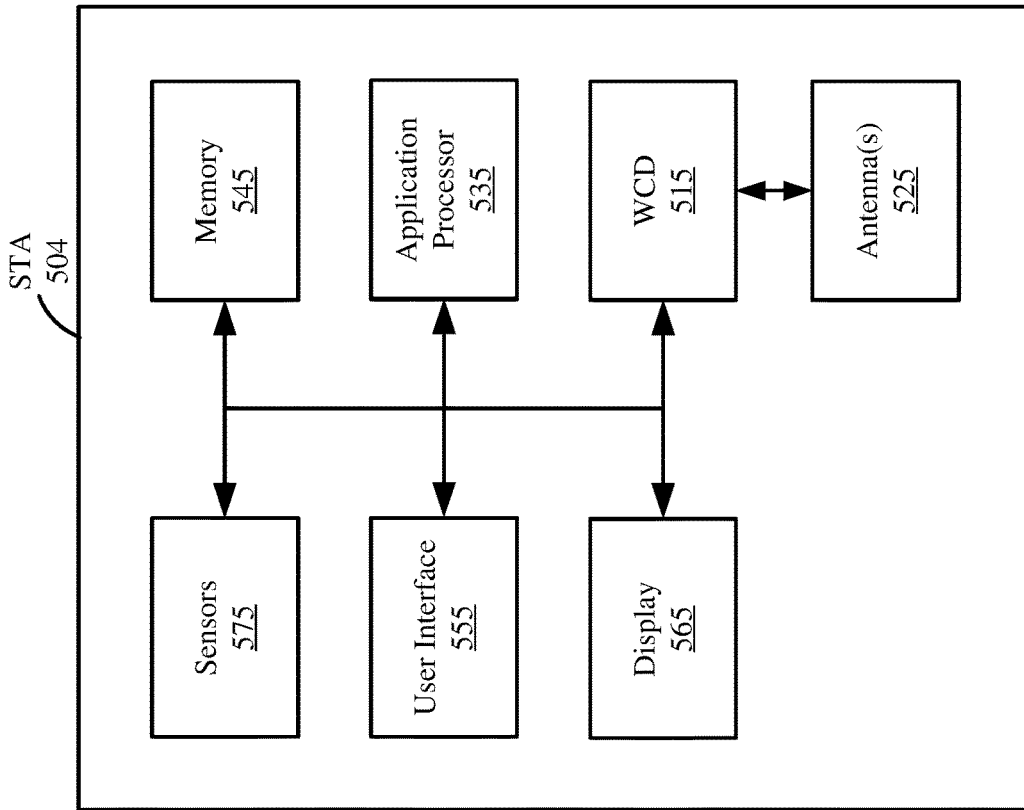 STA
504
Sensors
575
Memory
545
User Interface
555
Application
Processor
535
Display
565
WCD
515
Antenna(s)
525